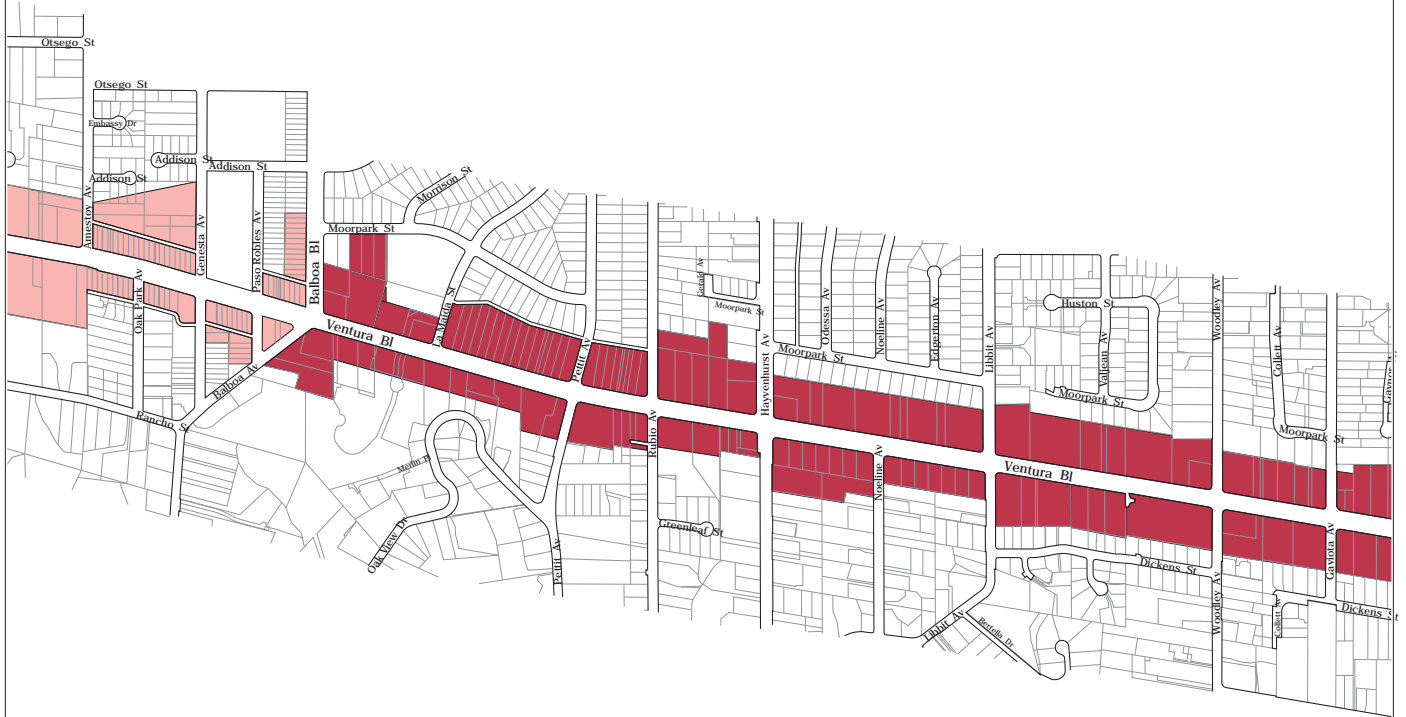 Otsego St
Otsego St
Embassy Dr
Addison St
Addison St
Addison St
Amestoy Av
Genesta Av
Paso Robles Av
Balboa Bl
Oak Park Av
Balboa Av
Rancho St
Morrison St
Moorpark St
La Maida St
Ventura Bl
Pettit Av
Merlin Pl
Oak View Dr
Pettit Av
Rubio Av
Greenleaf St
Gerald Av
Moorpark St
Hayvenhurst Av
Moorpark St
Odessa Av
Noeline Av
Edgerton Av
Libbit Av
Noeline Av
Libbit Av
Bertella Dr
Huston St
Valjean Av
Moorpark St
Ventura Bl
Dickens St
Woodley Av
Woodley Av
Collett Av
Moorpark St
Gaviota Av
Collett Av
Dickens St